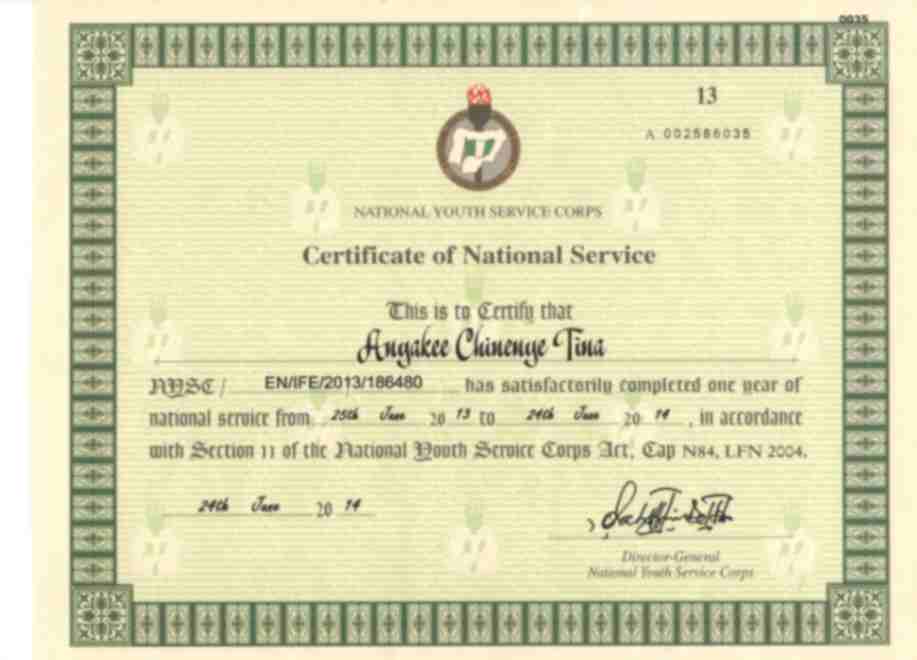 0035
13
A 002586035
NATIONAL YOUTH SERVICE CORPS
Certificate of National Service
This is to Certify that
Anyakee Chinenye Tina
NYSC / EN/IFE/2013/186480 has satisfactorily completed one year of
national service from 25th June 20 13 to 24th June 20 14 , in accordance
with Section 11 of the National Youth Service Corps Act, Cap N84, LFN 2004.
24th June 20 14
Director-General
National Youth Service Corps